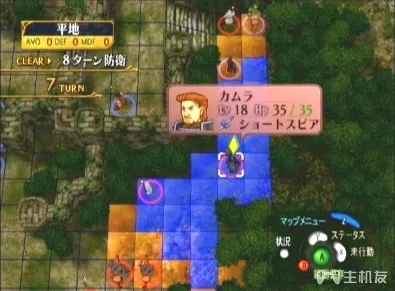 平地
AVO 0 DEF 0 MDF 0
CLEAR 8ターン防衛
7 TURN
カムラ
Lv 18 Hp 35/35
ショートスピア
マップメニュー
ステータス
状況
未行動
A
手机友